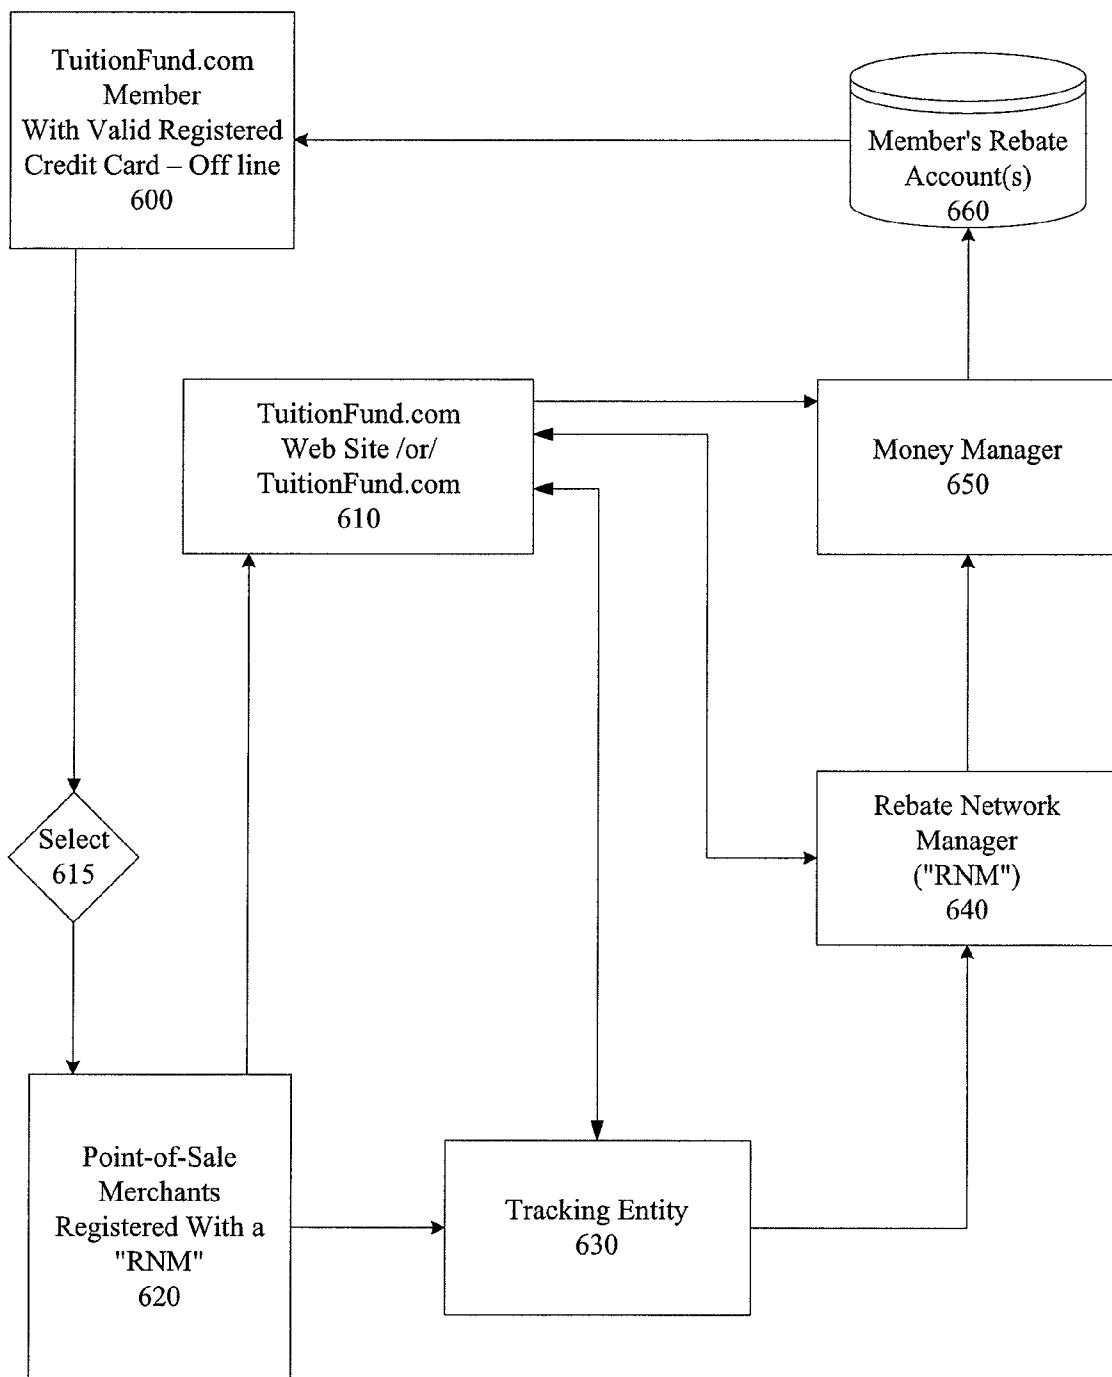 TuitionFund.com
Member
With Valid Registered
Credit Card – Off line
600
Member's Rebate
Account(s)
660
TuitionFund.com
Web Site /or/
TuitionFund.com
610
Money Manager
650
Select
615
Rebate Network
Manager
("RNM")
640
Point-of-Sale
Merchants
Registered With a
"RNM"
620
Tracking Entity
630